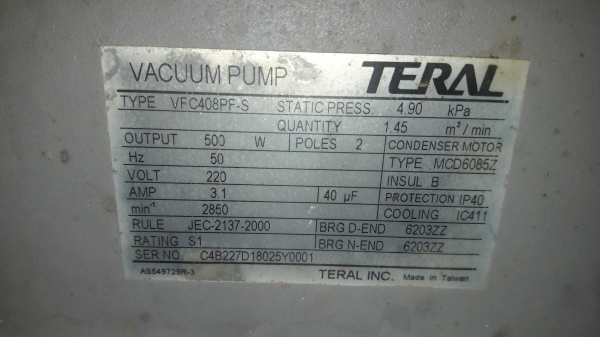 VACUUM PUMP TERAL
TYPE VFC408PF-S STATIC PRESS 4.90 kPa
QUANTITY 1.45 m³/min
OUTPUT 500 W POLES 2 CONDENSER MOTOR
Hz 50 TYPE MCD6085Z
VOLT 220 INSUL B
AMP 3.1 40 µF PROTECTION IP40
min⁻¹ 2850 COOLING IC411
RULE JEC-2137-2000 BRG D-END 6203ZZ
RATING S1 BRG N-END 6203ZZ
SER NO C4B227D18025Y0001
AS545729R-3 TERAL INC. Made in Taiwan